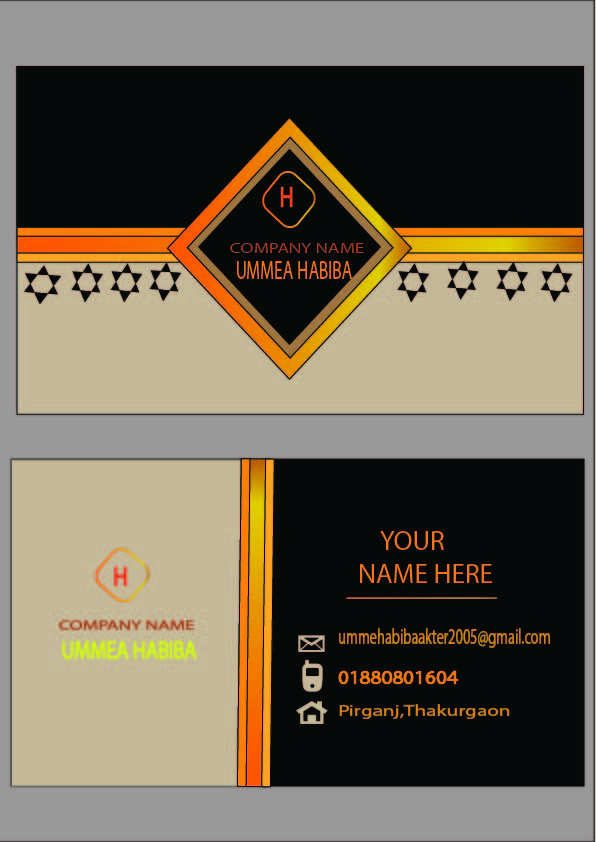 H
COMPANY NAME
UMMEA HABIBA
H
COMPANY NAME
UMMEA HABIBA
YOUR
NAME HERE
ummehabibaakter2005@gmail.com
01880801604
Pirganj,Thakurgaon